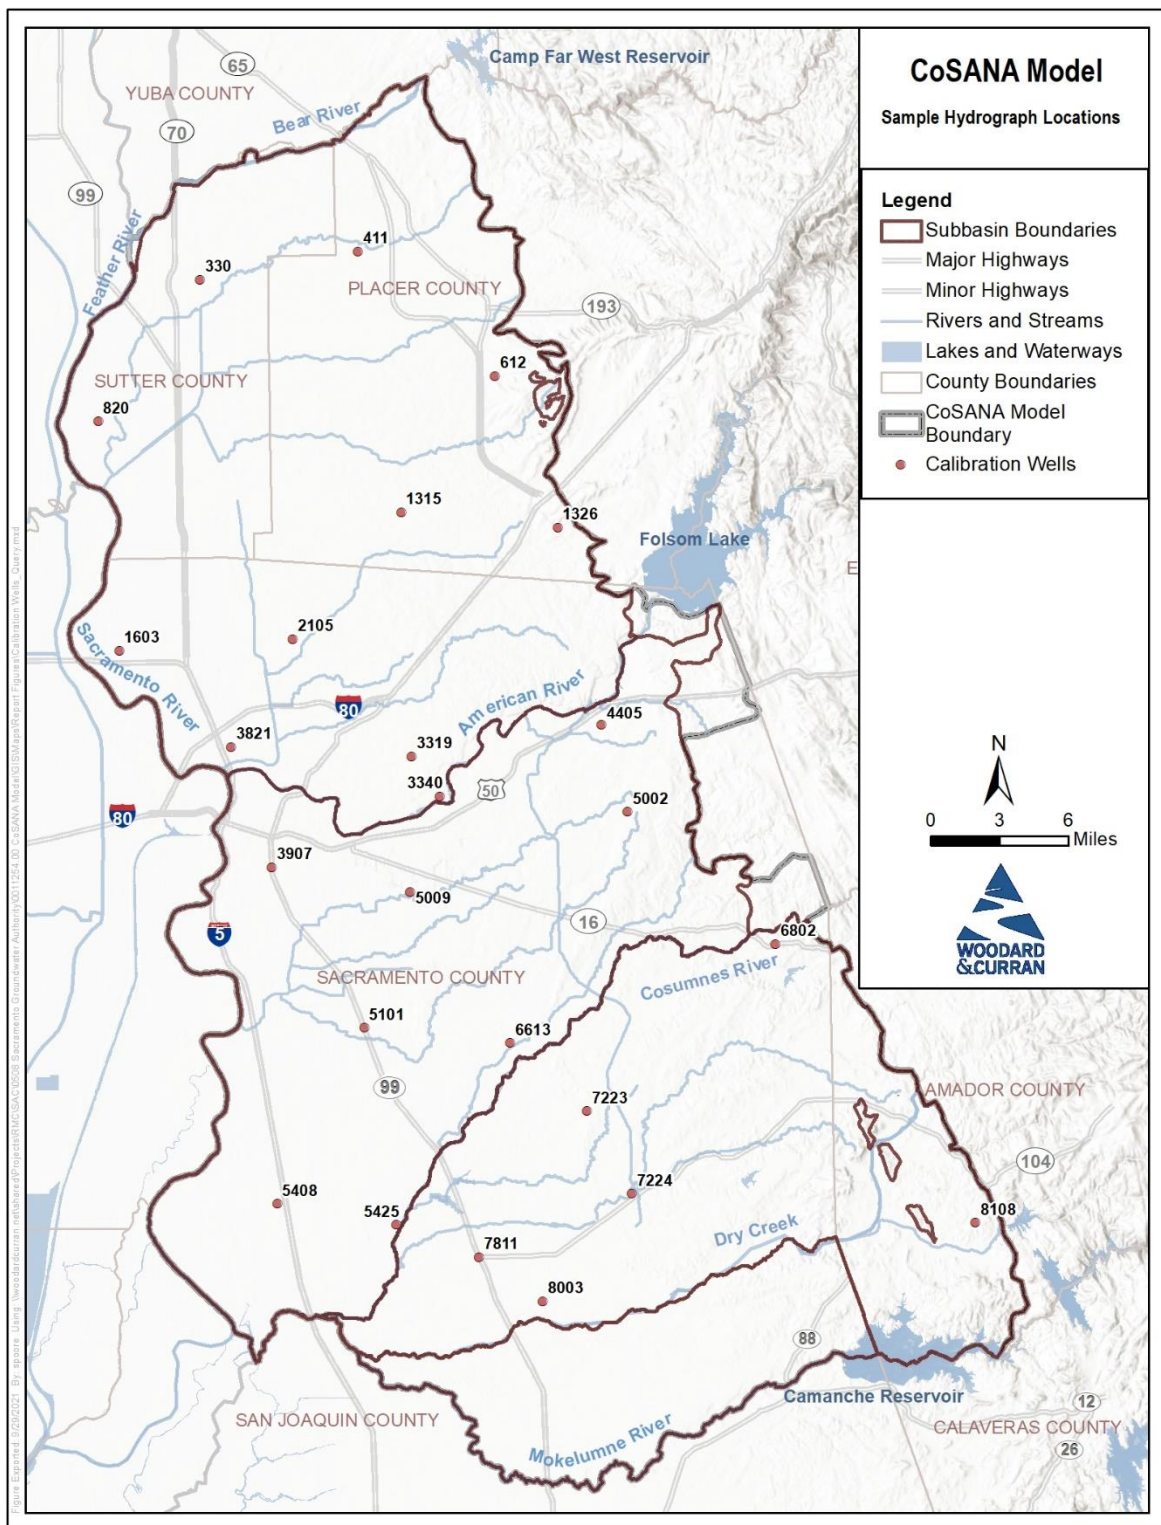 CoSANA Model
Sample Hydrograph Locations
Legend
Subbasin Boundaries
Major Highways
Minor Highways
Rivers and Streams
Lakes and Waterways
County Boundaries
CoSANA Model
Boundary
Calibration Wells
N
0 3 6
Miles
WOODARD
&CURRAN
Camp Far West Reservoir
65
YUBA COUNTY
Bear River
70
99
Feather River
411
330
PLACER COUNTY
193
612
SUTTER COUNTY
820
1315
1326
Folsom Lake
E
2105
1603
Sacramento River
80
American River
4405
3821
3319
3340
50
5002
80
3907
5009
16
5
6802
Cosumnes River
SACRAMENTO COUNTY
5101
6613
99
7223
AMADOR COUNTY
104
7224
5408
5425
8108
Dry Creek
7811
8003
88
Camanche Reservoir
12
SAN JOAQUIN COUNTY
CALAVERAS COUNTY
26
Mokelumne River